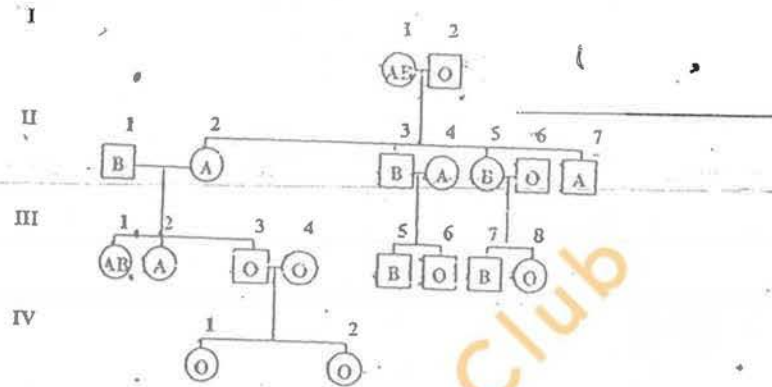 I
1 2
AB O
II
1 2 3 4 5 6 7
B A B A B O A
III
1 2 3 4 5 6 7 8
AB A O O B O B O
IV
1 2
O O
Club